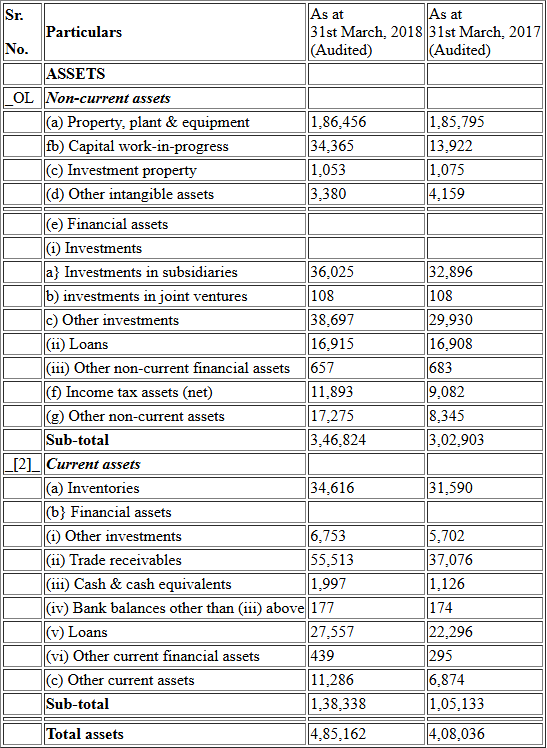 Sr. No. Particulars As at 31st March, 2018 (Audited) As at 31st March, 2017 (Audited)
ASSETS
_OL Non-current assets
(a) Property, plant & equipment 1,86,456 1,85,795
fb) Capital work-in-progress 34,365 13,922
(c) Investment property 1,053 1,075
(d) Other intangible assets 3,380 4,159
(e) Financial assets
(i) Investments
a} Investments in subsidiaries 36,025 32,896
b) investments in joint ventures 108 108
c) Other investments 38,697 29,930
(ii) Loans 16,915 16,908
(iii) Other non-current financial assets 657 683
(f) Income tax assets (net) 11,893 9,082
(g) Other non-current assets 17,275 8,345
Sub-total 3,46,824 3,02,903
_[2]_ Current assets
(a) Inventories 34,616 31,590
(b} Financial assets
(i) Other investments 6,753 5,702
(ii) Trade receivables 55,513 37,076
(iii) Cash & cash equivalents 1,997 1,126
(iv) Bank balances other than (iii) above 177 174
(v) Loans 27,557 22,296
(vi) Other current financial assets 439 295
(c) Other current assets 11,286 6,874
Sub-total 1,38,338 1,05,133
Total assets 4,85,162 4,08,036